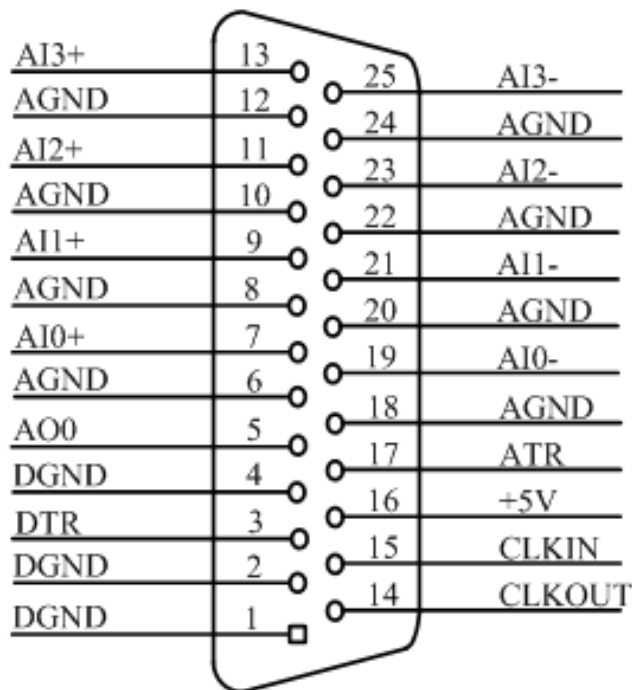 AI3+ 13
25 AI3-
AGND 12
24 AGND
AI2+ 11
23 AI2-
AGND 10
22 AGND
AI1+ 9
21 AI1-
AGND 8
20 AGND
AI0+ 7
19 AI0-
AGND 6
18 AGND
AO0 5
17 ATR
DGND 4
16 +5V
DTR 3
15 CLKIN
DGND 2
14 CLKOUT
DGND 1